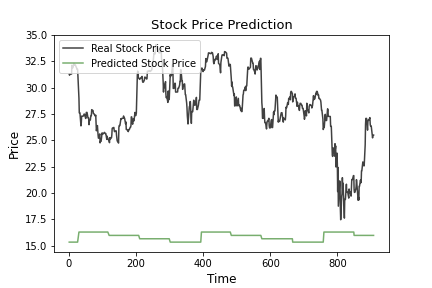 Stock Price Prediction
Real Stock Price
Predicted Stock Price
35.0
32.5
30.0
27.5
25.0
22.5
20.0
17.5
15.0
Price
0 200 400 600 800
Time